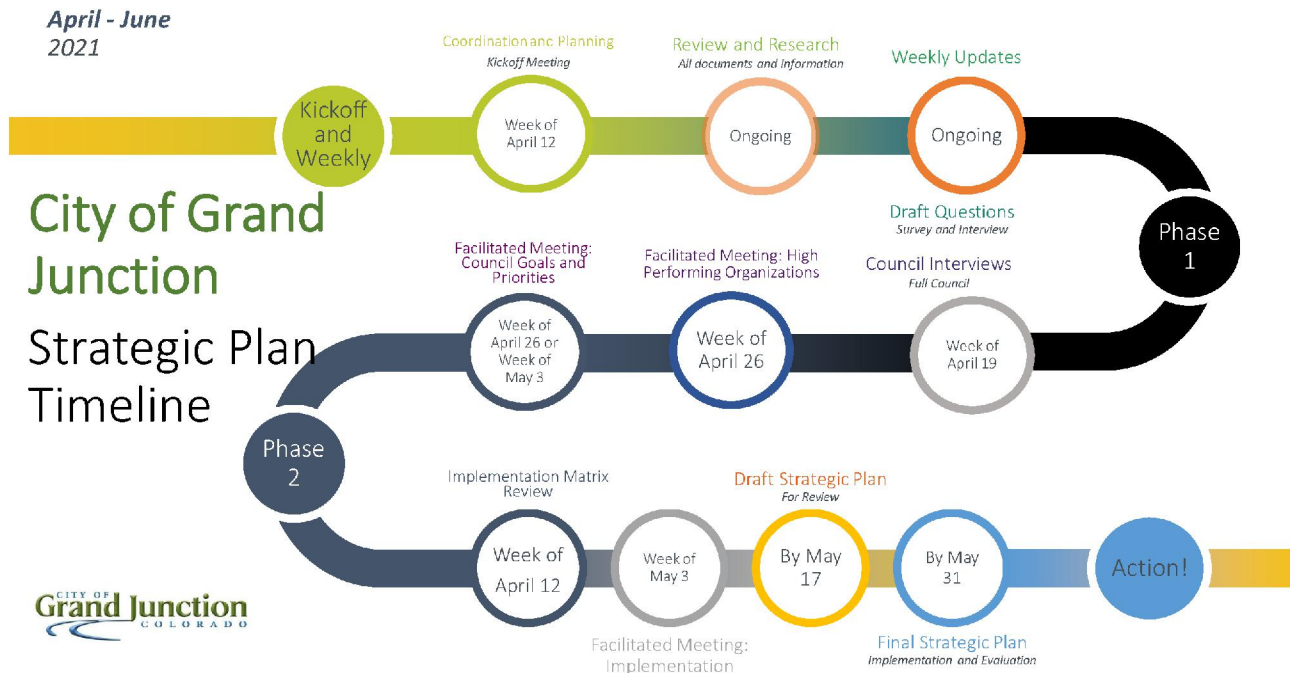 April - June
2021
Coordination and Planning
Kickoff Meeting
Review and Research
All documents and Information
Weekly Updates
Kickoff
and
Weekly
Week of
April 12
Ongoing
Ongoing
City of Grand
Junction
Strategic Plan
Timeline
Draft Questions
Survey and Interview
Phase
1
Facilitated Meeting:
Council Goals and
Priorities
Facilitated Meeting: High
Performing Organizations
Council Interviews
Full Council
Week of
April 26 or
Week of
May 3
Week of
April 26
Week of
April 19
Phase
2
Implementation Matrix
Review
Draft Strategic Plan
For Review
Week of
April 12
Week of
May 3
By May
17
By May
31
Action!
Facilitated Meeting:
Implementation
Final Strategic Plan
Implementation and Evaluation
CITY OF
Grand Junction
COLORADO